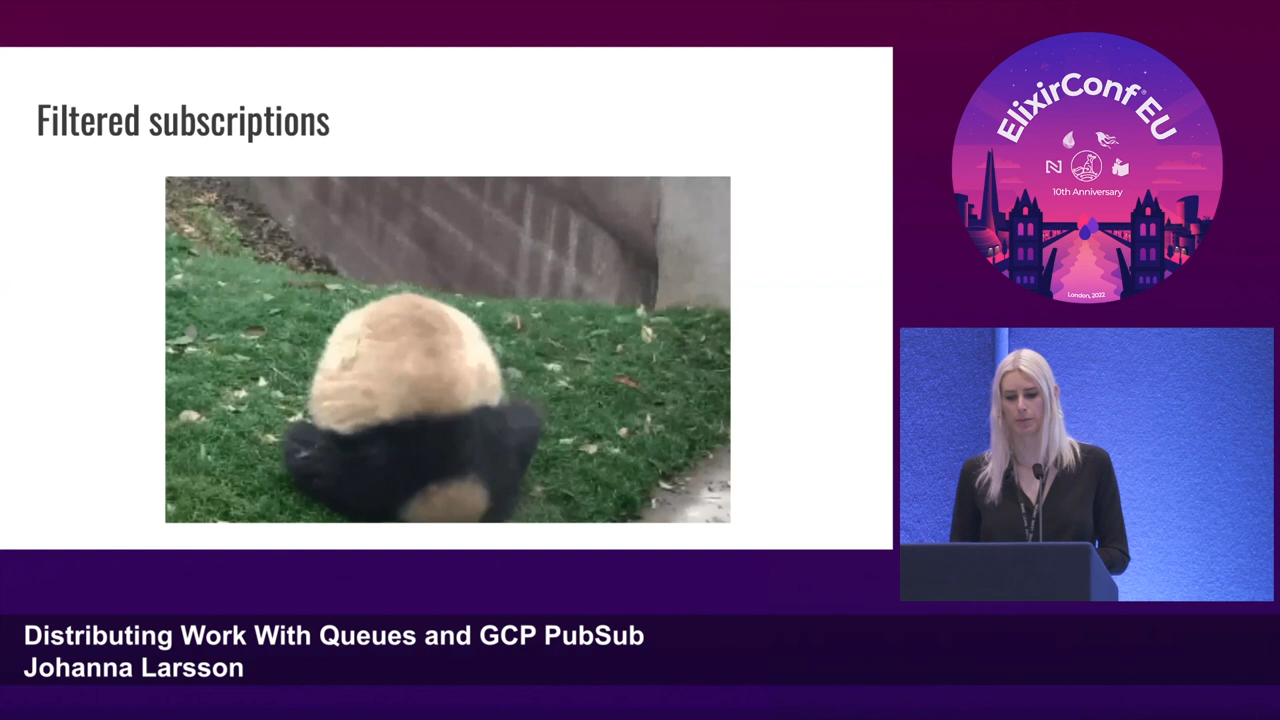 Filtered subscriptions
ElixirConf® EU
10th Anniversary
London, 2022
Distributing Work With Queues and GCP PubSub
Johanna Larsson